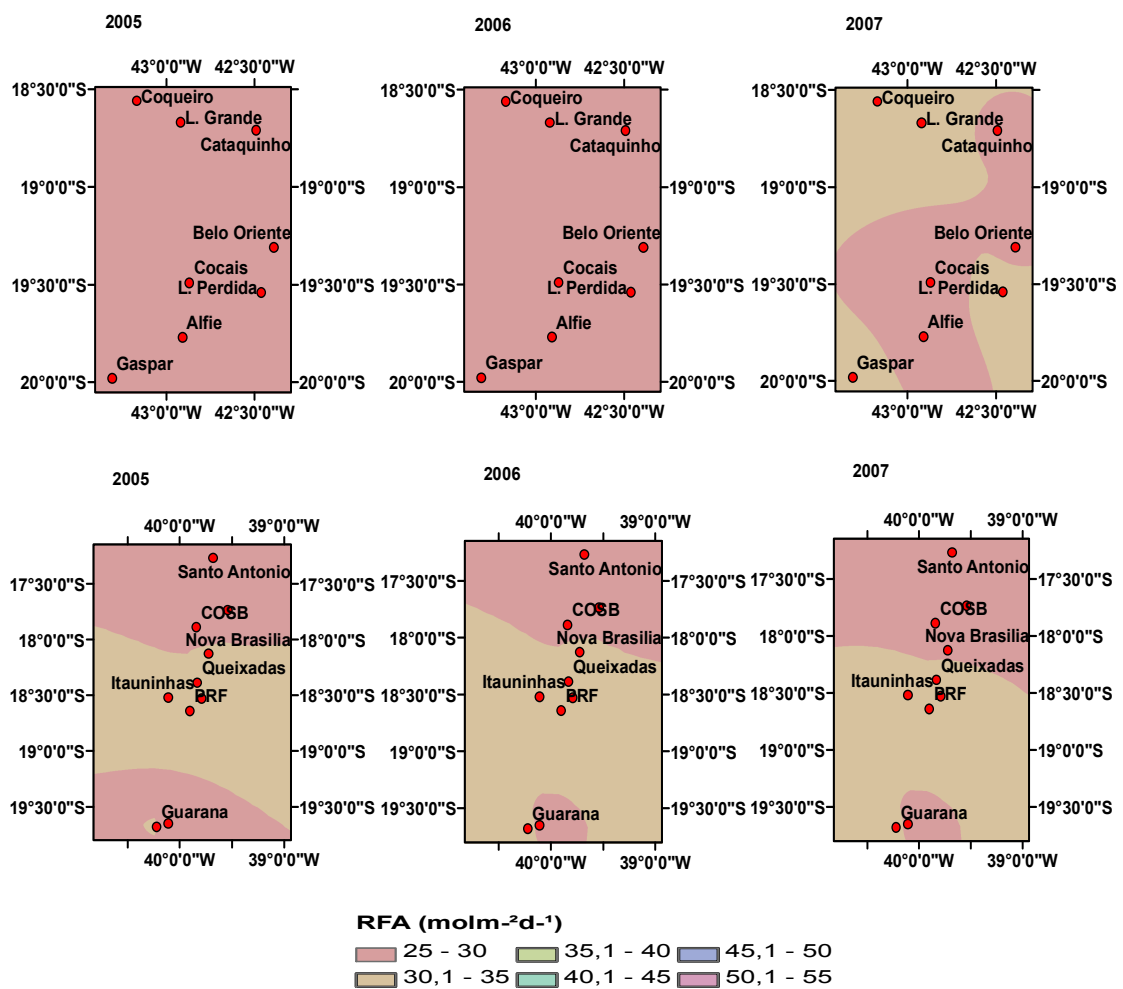 2005
2006
2007
43°0'0"W 42°30'0"W
43°0'0"W 42°30'0"W
43°0'0"W 42°30'0"W
18°30'0"S
18°30'0"S
18°30'0"S
Coqueiro
Coqueiro
Coqueiro
L. Grande
L. Grande
L. Grande
Cataquinho
Cataquinho
Cataquinho
19°0'0"S
19°0'0"S
19°0'0"S
19°0'0"S
19°0'0"S
19°0'0"S
Belo Oriente
Belo Oriente
Belo Oriente
Cocais
Cocais
Cocais
19°30'0"S
L. Perdida
19°30'0"S
19°30'0"S
L. Perdida
19°30'0"S
19°30'0"S
L. Perdida
19°30'0"S
Alfie
Alfie
Alfie
Gaspar
Gaspar
Gaspar
20°0'0"S
20°0'0"S
20°0'0"S
20°0'0"S
20°0'0"S
20°0'0"S
43°0'0"W 42°30'0"W
43°0'0"W 42°30'0"W
43°0'0"W 42°30'0"W
2005
2006
2007
40°0'0"W 39°0'0"W
40°0'0"W 39°0'0"W
40°0'0"W 39°0'0"W
Santo Antonio
Santo Antonio
Santo Antonio
17°30'0"S
17°30'0"S
17°30'0"S
17°30'0"S
17°30'0"S
17°30'0"S
COSB
COSB
COSB
18°0'0"S
Nova Brasilia
18°0'0"S
18°0'0"S
Nova Brasilia
18°0'0"S
18°0'0"S
Nova Brasilia
18°0'0"S
Queixadas
Queixadas
Queixadas
Itauninhas
Itauninhas
Itauninhas
18°30'0"S
PRF
18°30'0"S
18°30'0"S
PRF
18°30'0"S
18°30'0"S
PRF
18°30'0"S
19°0'0"S
19°0'0"S
19°0'0"S
19°0'0"S
19°0'0"S
19°0'0"S
19°30'0"S
Guarana
19°30'0"S
19°30'0"S
Guarana
19°30'0"S
19°30'0"S
Guarana
19°30'0"S
40°0'0"W 39°0'0"W
40°0'0"W 39°0'0"W
40°0'0"W 39°0'0"W
RFA (molm-²d-¹)
25 - 30 35,1 - 40 45,1 - 50
30,1 - 35 40,1 - 45 50,1 - 55